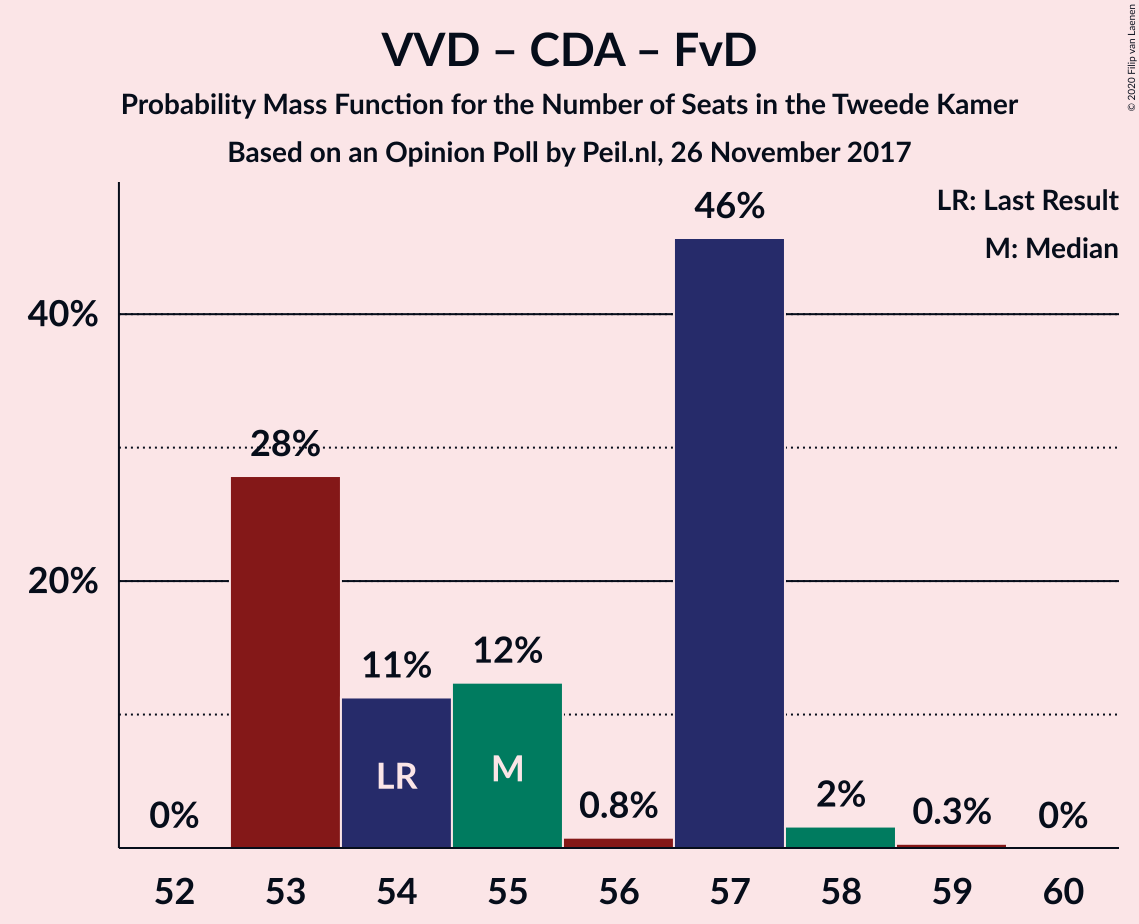 VVD – CDA – FvD
Probability Mass Function for the Number of Seats in the Tweede Kamer
Based on an Opinion Poll by Peil.nl, 26 November 2017
© 2020 Filip van Laenen
LR: Last Result
M: Median
46%
40%
28%
20%
12%
11%
LR
M
0%
0.8%
2%
0.3%
0%
52 53 54 55 56 57 58 59 60